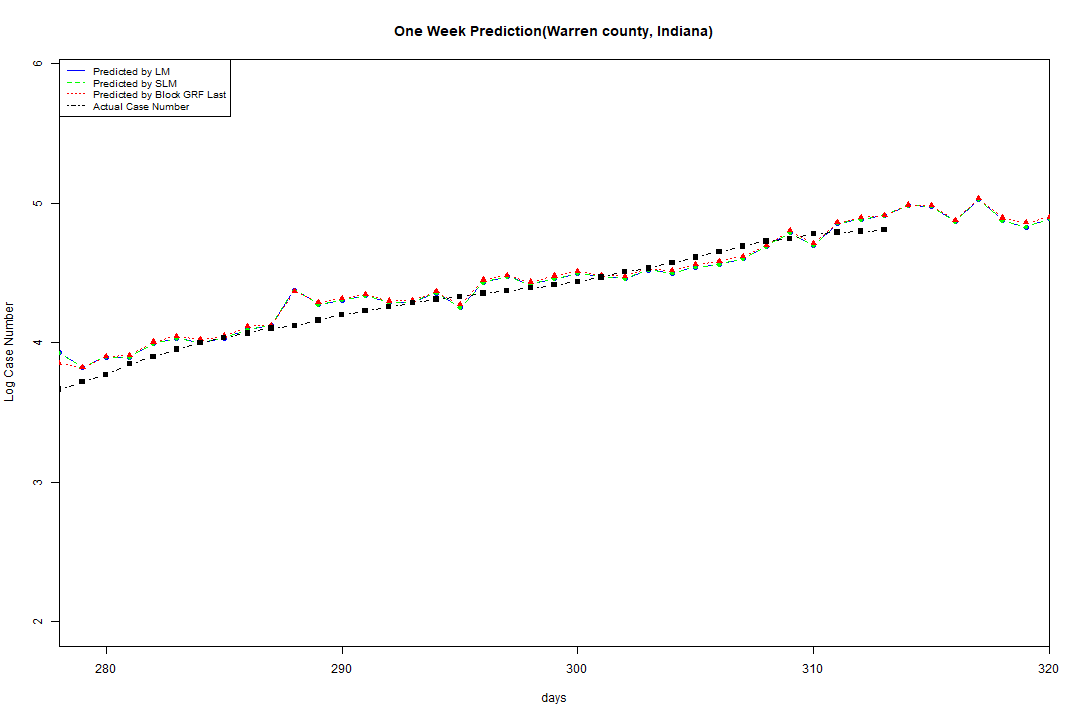 One Week Prediction(Warren county, Indiana)
Predicted by LM
Predicted by SLM
Predicted by Block GRF Last
Actual Case Number
6
5
4
3
2
Log Case Number
280 290 300 310 320
days